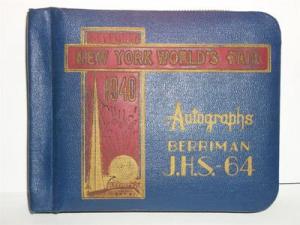 NEW YORK WORLD'S FAIR
1940
Autographs
BERRIMAN
J.H.S.-64